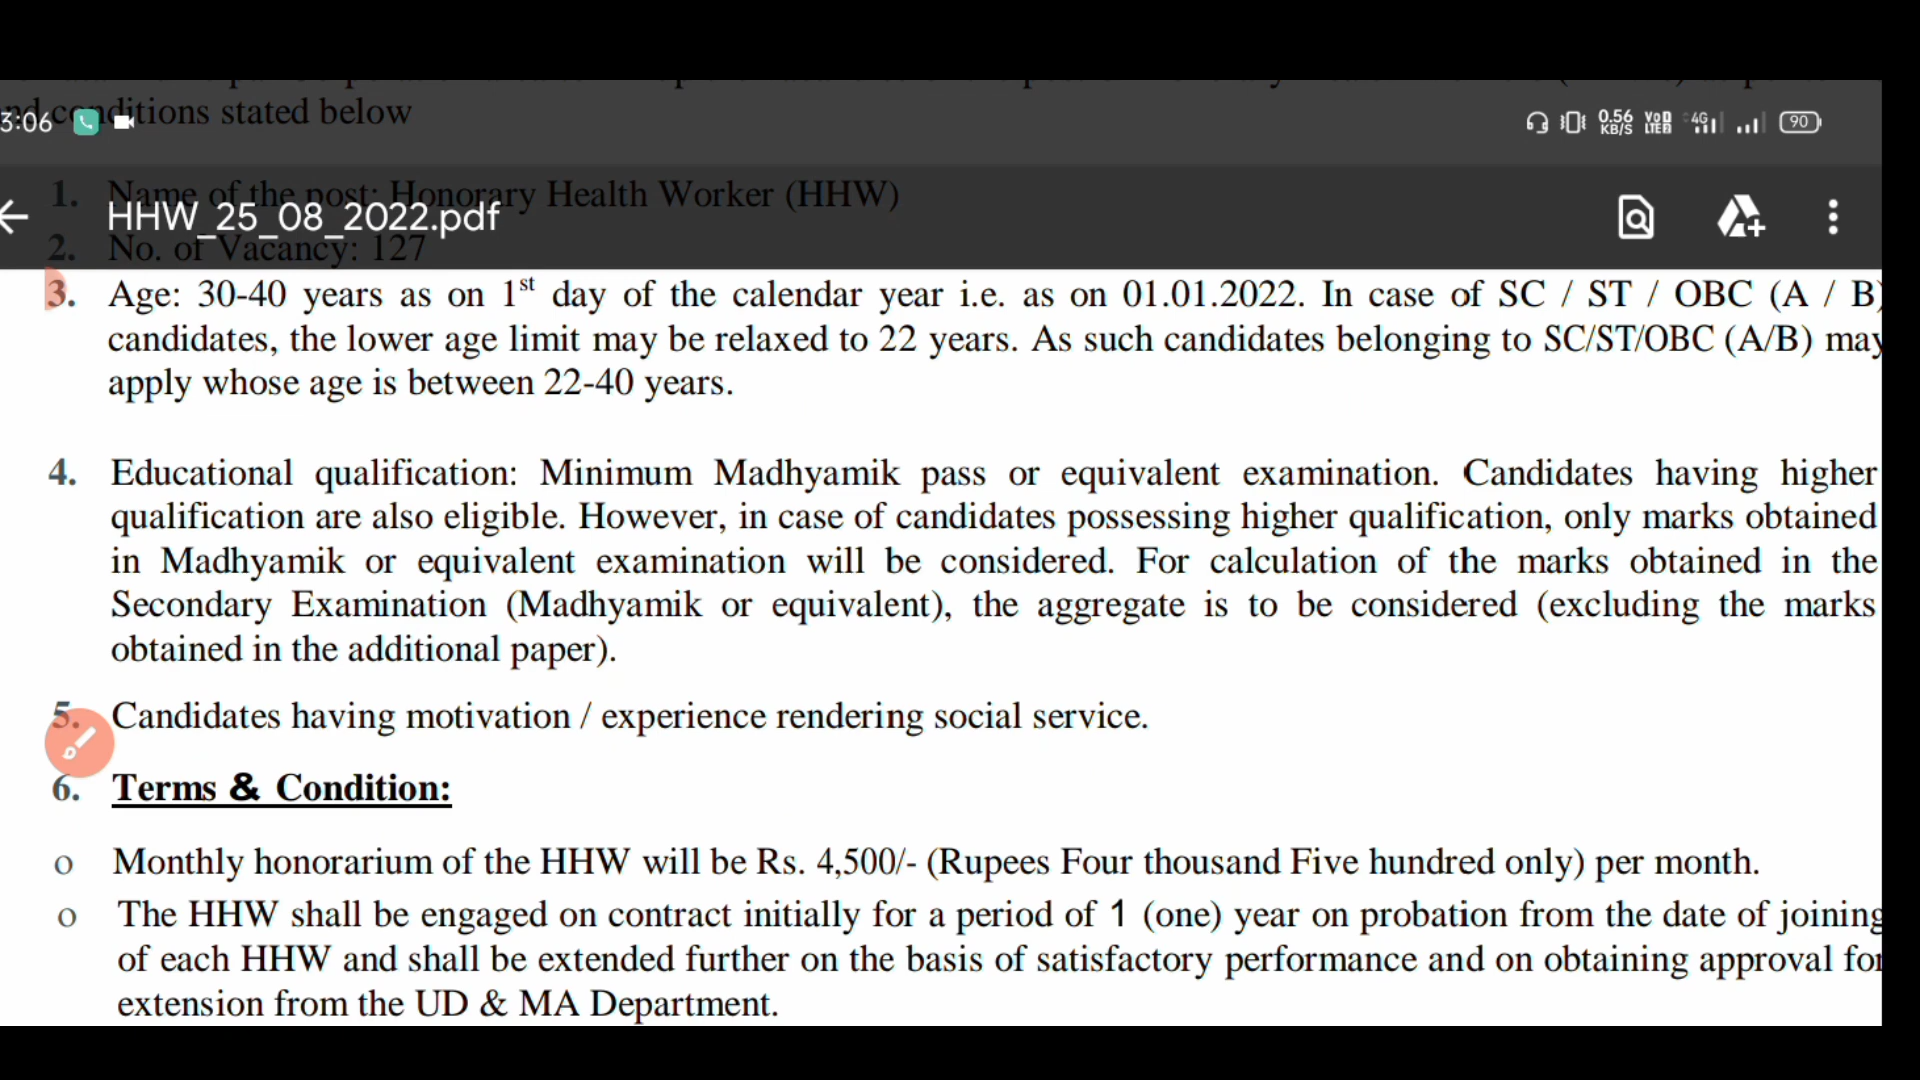 nd conditions stated below
3:06
0.56 KB/S VoD LTE2 4G 90
1. Name of the post: Honorary Health Worker (HHW)
HHW_25_08_2022.pdf
2. No. of Vacancy: 127
3. Age: 30-40 years as on 1st day of the calendar year i.e. as on 01.01.2022. In case of SC / ST / OBC (A / B)
candidates, the lower age limit may be relaxed to 22 years. As such candidates belonging to SC/ST/OBC (A/B) may
apply whose age is between 22-40 years.
4. Educational qualification: Minimum Madhyamik pass or equivalent examination. Candidates having higher
qualification are also eligible. However, in case of candidates possessing higher qualification, only marks obtained
in Madhyamik or equivalent examination will be considered. For calculation of the marks obtained in the
Secondary Examination (Madhyamik or equivalent), the aggregate is to be considered (excluding the marks
obtained in the additional paper).
5. Candidates having motivation / experience rendering social service.
6. Terms & Condition:
o Monthly honorarium of the HHW will be Rs. 4,500/- (Rupees Four thousand Five hundred only) per month.
o The HHW shall be engaged on contract initially for a period of 1 (one) year on probation from the date of joining
of each HHW and shall be extended further on the basis of satisfactory performance and on obtaining approval for
extension from the UD & MA Department.